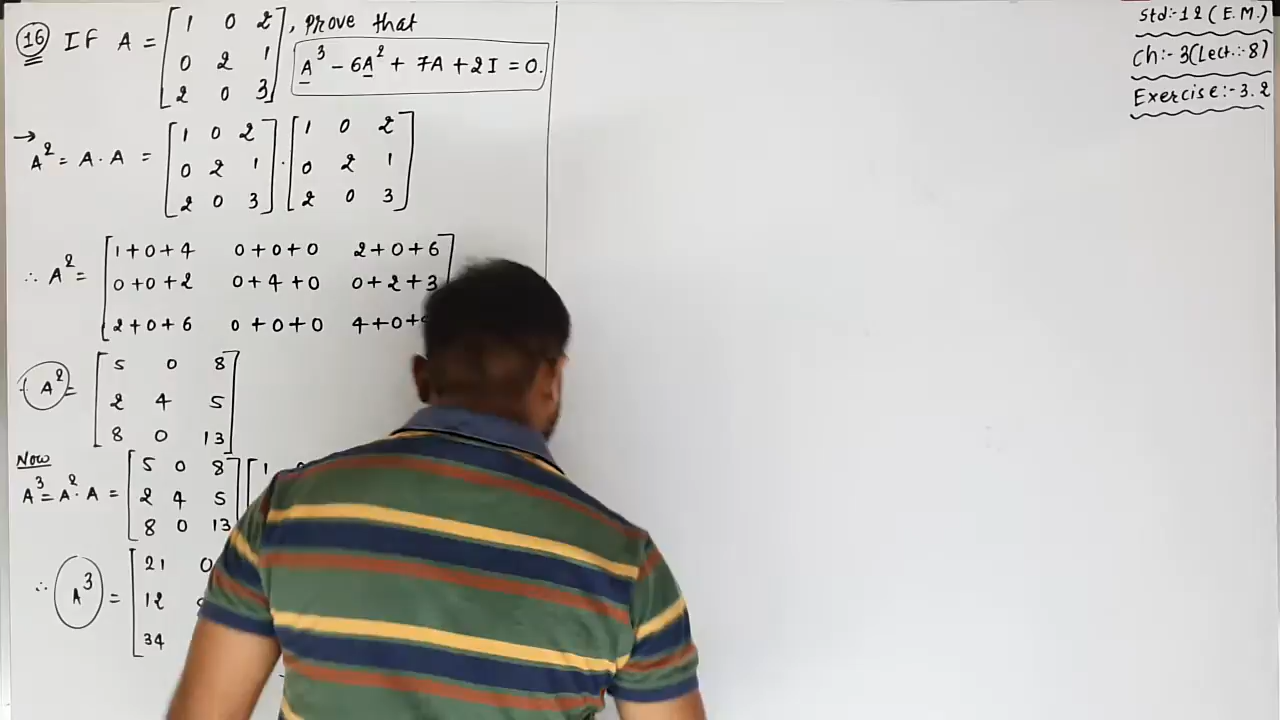 16 IF A = [1 0 2
0 2 1
2 0 3], prove that
A³ - 6A² + 7A + 2I = 0.
→ A² = A · A = [1 0 2
0 2 1
2 0 3] · [1 0 2
0 2 1
2 0 3]
∴ A² = [1+0+4 0+0+0 2+0+6
0+0+2 0+4+0 0+2+3
2+0+6 0+0+0 4+0+
A² = [5 0 8
2 4 5
8 0 13]
Now
A³ = A² · A = [5 0 8
2 4 5
8 0 13] [1
∴ A³ = [21 0
12
34
Std:-12 (E.M.)
Ch:-3(Lect.:-8)
Exercise:-3.2